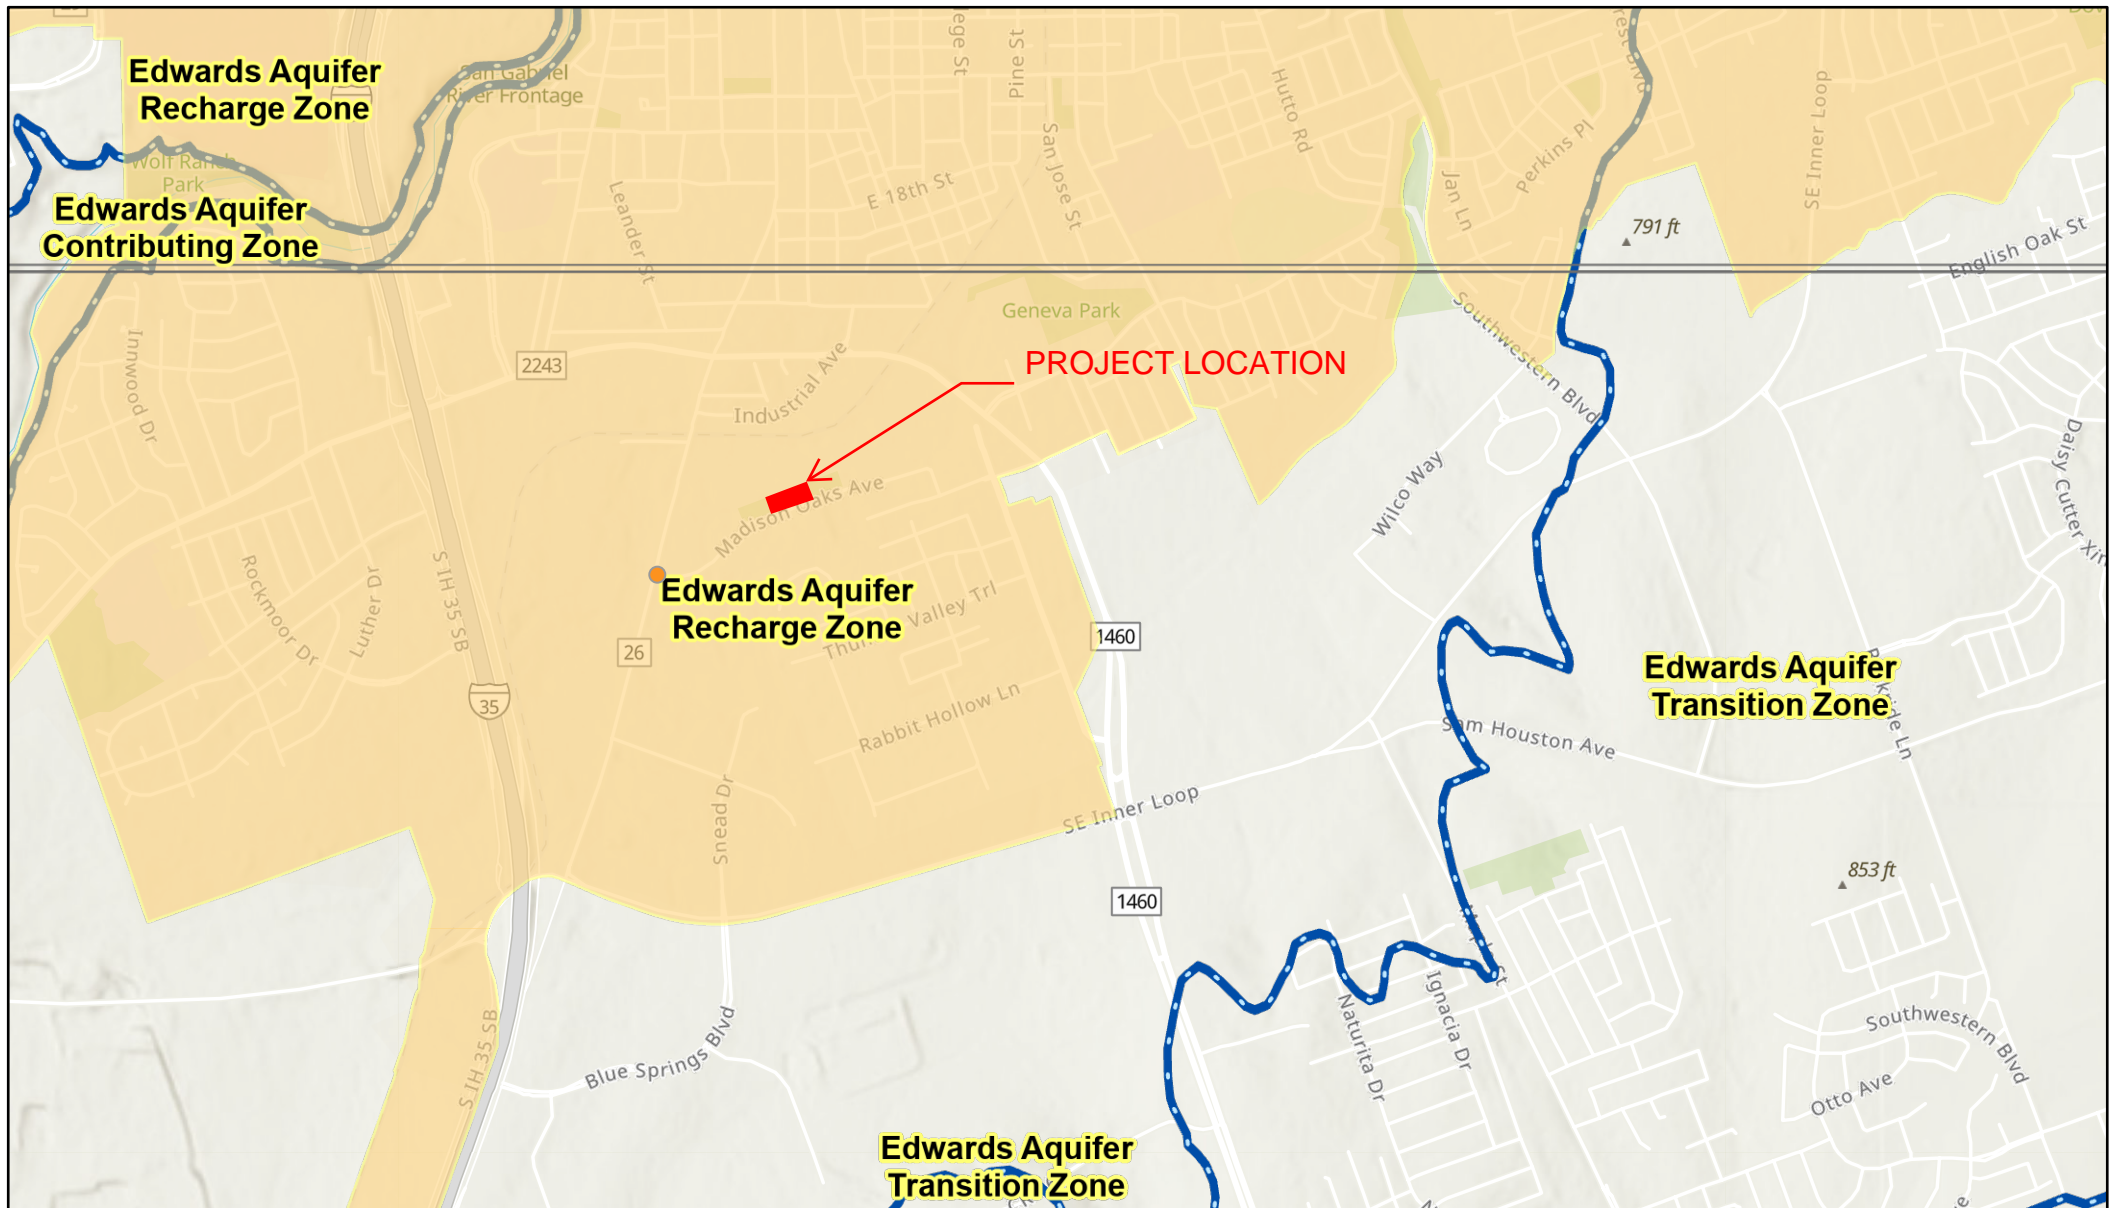 Edwards Aquifer
Recharge Zone
San Gabriel
River Frontage
Pine St
Hutto Rd
San Jose St
SE Inner Loop
Perkins Pl
Jan Ln
Wolf Ranch
Park
E 18th St
Leander St
Edwards Aquifer
Contributing Zone
791 ft
English Oak St
Geneva Park
Southwestern Blvd
Innwood Dr
2243
Industrial Ave
PROJECT LOCATION
Wilco Way
Madison Oaks Ave
Rockmoor Dr
Luther Dr
S IH 35 SB
Edwards Aquifer
Recharge Zone
Valley Trl
26
1460
35
Rabbit Hollow Ln
Edwards Aquifer
Transition Zone
Sam Houston Ave
Snead Dr
SE Inner Loop
853 ft
1460
Maple St
Ignacia Dr
Naturita Dr
S IH 35 SB
Blue Springs Blvd
Southwestern Blvd
Otto Ave
Edwards Aquifer
Transition Zone
Daisy Cutter